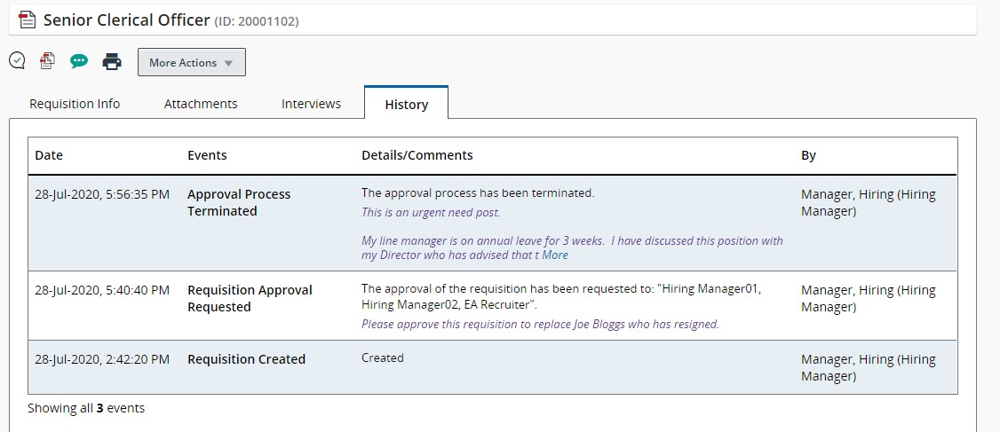 Senior Clerical Officer (ID: 20001102)
More Actions
Requisition Info Attachments Interviews History
Date Events Details/Comments By
28-Jul-2020, 5:56:35 PM Approval Process Terminated The approval process has been terminated. Manager, Hiring (Hiring Manager)
This is an urgent need post.
My line manager is on annual leave for 3 weeks.  I have discussed this position with
my Director who has advised that t More
28-Jul-2020, 5:40:40 PM Requisition Approval Requested The approval of the requisition has been requested to: "Hiring Manager01, Manager, Hiring (Hiring Manager)
Hiring Manager02, EA Recruiter".
Please approve this requisition to replace Joe Bloggs who has resigned.
28-Jul-2020, 2:42:20 PM Requisition Created Created Manager, Hiring (Hiring Manager)
Showing all 3 events